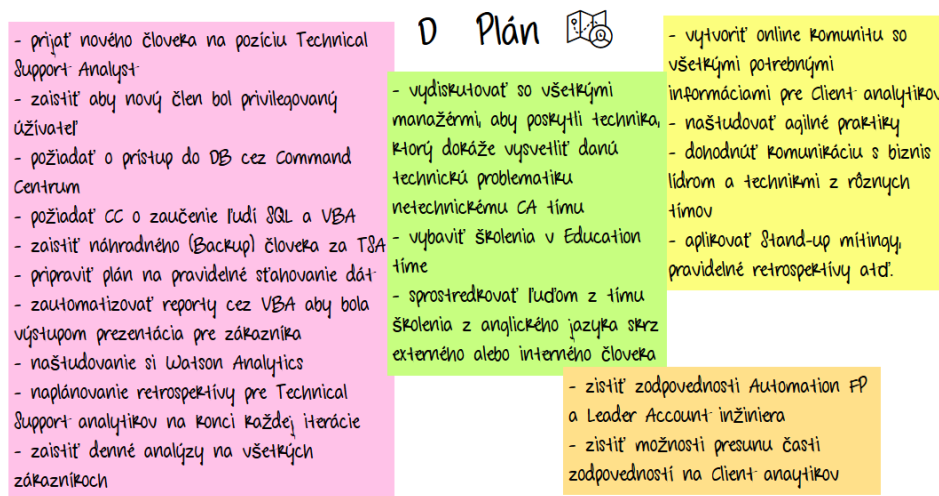 D Plán
- prijať nového človeka na pozíciu Technical
Support Analyst
- zaistiť aby nový člen bol privilegovaný
úžívateľ
- požiadať o prístup do DB cez Command
Centrum
- požiadať CC o zaučenie ľudí SQL a VBA
- zaistiť náhradného (Backup) človeka za TSA
- pripraviť plán na pravidelné sťahovanie dát
- zautomatizovať reporty cez VBA aby bola
výstupom prezentácia pre zákazníka
- naštudovanie si Watson Analytics
- naplánovanie retrospektívy pre Technical
Support analytikov na konci každej iterácie
- zaistiť denné analýzy na všetkých
zákazníkoch
- vydiskutovať so všetkými
manažérmi, aby poskytli technika,
ktorý dokáže vysvetliť danú
technickú problematiku
netechnickému CA tímu
- vybaviť školenia v Education
tíme
- sprostredkovať ľuďom z tímu
školenia z anglického jazyka skrz
externého alebo interného človeka
- vytvoriť online komunitu so
všetkými potrebnými
informáciami pre Client analytikov
- naštudovať agilné praktiky
- dohodnúť komunikáciu s biznis
lídrom a technikmi z rôznych
tímov
- aplikovať Stand-up mítingy,
pravidelné retrospektívy atď.
- zistiť zodpovednosti Automation FP
a Leader Account inžiniera
- zistiť možnosti presunu časti
zodpovedností na Client anaytikov